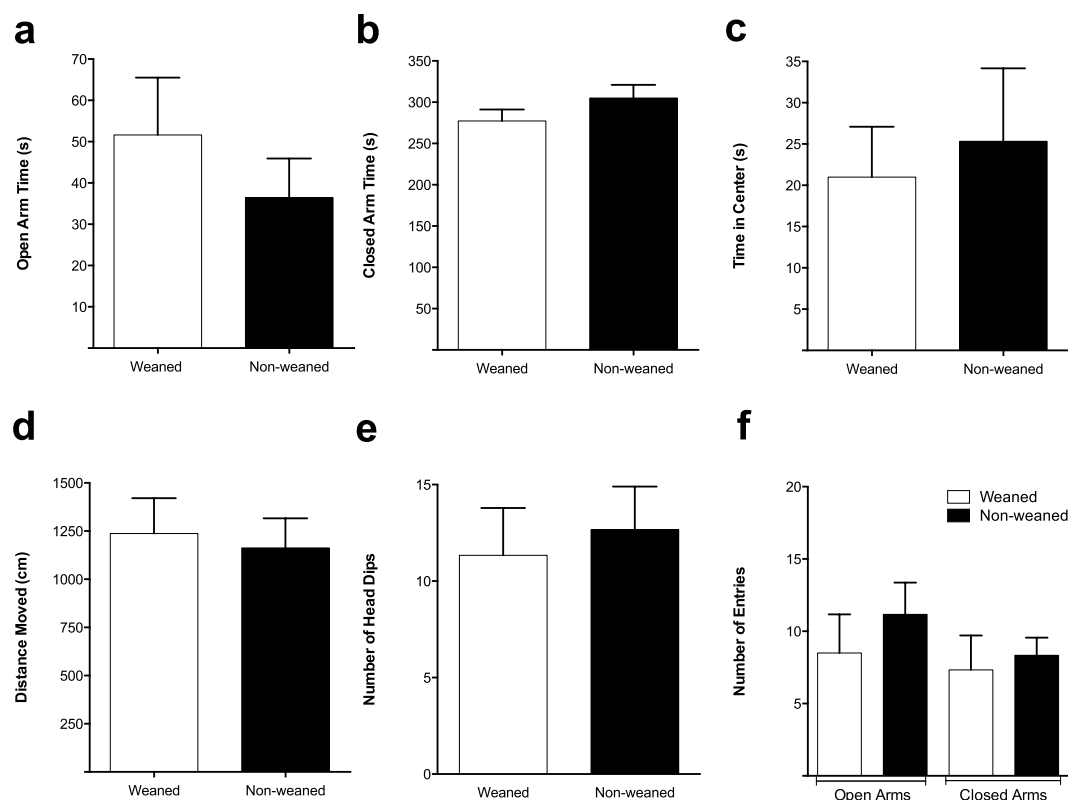 a
Open Arm Time (s)
70
60
50
40
30
20
10
Weaned
Non-weaned
b
Closed Arm Time (s)
350
300
250
200
150
100
50
Weaned
Non-weaned
c
Time in Center (s)
35
30
25
20
15
10
5
Weaned
Non-weaned
d
Distance Moved (cm)
1500
1250
1000
750
500
250
Weaned
Non-weaned
e
Number of Head Dips
15
10
5
0
Weaned
Non-weaned
f
Number of Entries
20
15
10
5
Weaned
Non-weaned
Open Arms
Closed Arms